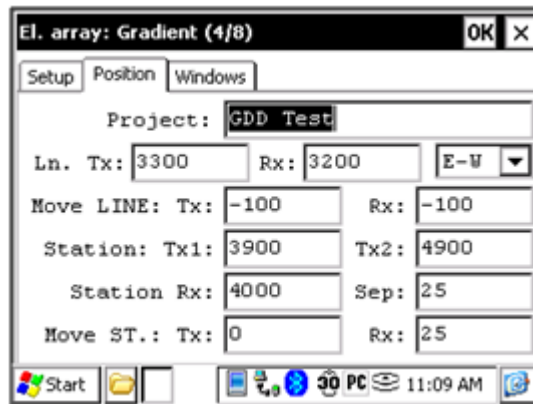 El. array: Gradient (4/8) OK ×
Setup Position Windows
Project: GDD Test
Ln. Tx: 3300 Rx: 3200 E-W
Move LINE: Tx: -100 Rx: -100
Station: Tx1: 3900 Tx2: 4900
Station Rx: 4000 Sep: 25
Move ST.: Tx: 0 Rx: 25
Start 30 PC 11:09 AM